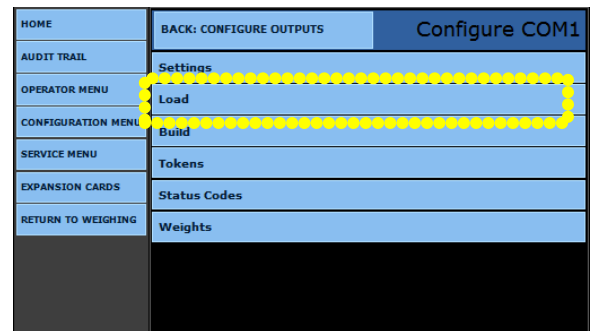 HOME
BACK: CONFIGURE OUTPUTS
Configure COM1
AUDIT TRAIL
Settings
OPERATOR MENU
Load
CONFIGURATION MENU
Build
SERVICE MENU
Tokens
EXPANSION CARDS
Status Codes
RETURN TO WEIGHING
Weights